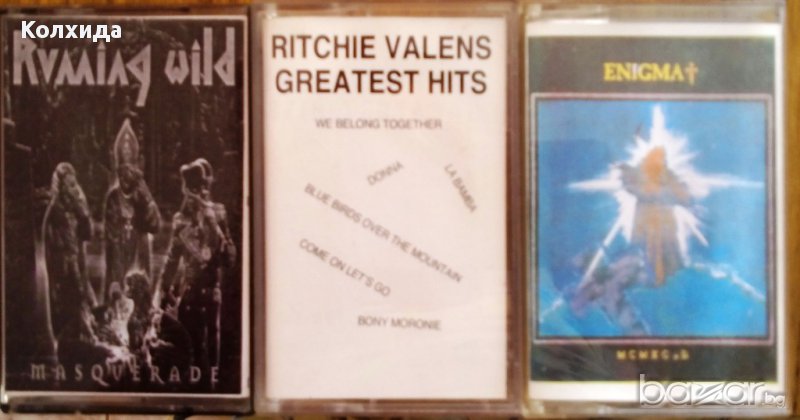 Колхида
Running wild
MASQUERADE
RITCHIE VALENS
GREATEST HITS
WE BELONG TOGETHER
DONNA
LA BAMBA
BLUE BIRDS OVER THE MOUNTAIN
COME ON LET'S GO
BONY MORONIE
ENIGMA
MCMXC a.D
bazar.bg